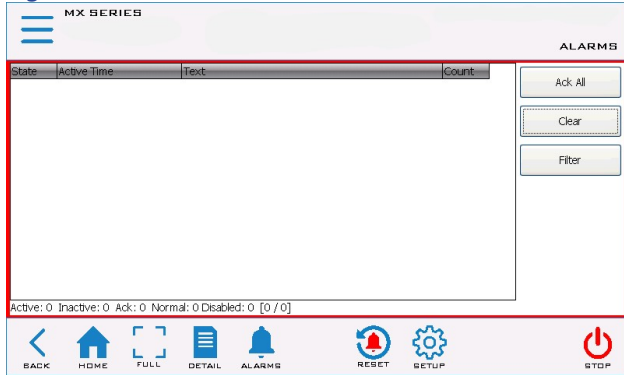 MX SERIES
ALARMS
State Active Time Text Count
Ack All
Clear
Filter
Active: 0 Inactive: 0 Ack: 0 Normal: 0 Disabled: 0 [0 / 0]
BACK HOME FULL DETAIL ALARMS RESET SETUP STOP